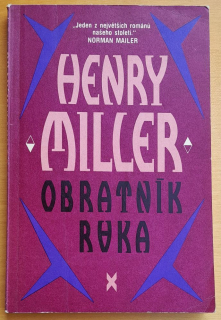 „Jeden z největších románů
našeho století.“
NORMAN MAILER
HENRY
MILLER
OBRATNÍK
RAKA